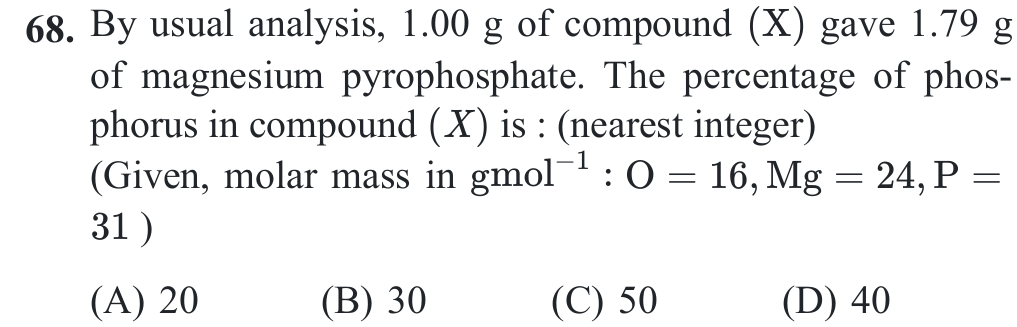 68. By usual analysis, 1.00 g of compound (X) gave 1.79 g
of magnesium pyrophosphate. The percentage of phos-
phorus in compound (X) is : (nearest integer)
(Given, molar mass in gmol⁻¹ : O = 16, Mg = 24, P =
31 )
(A) 20 (B) 30 (C) 50 (D) 40